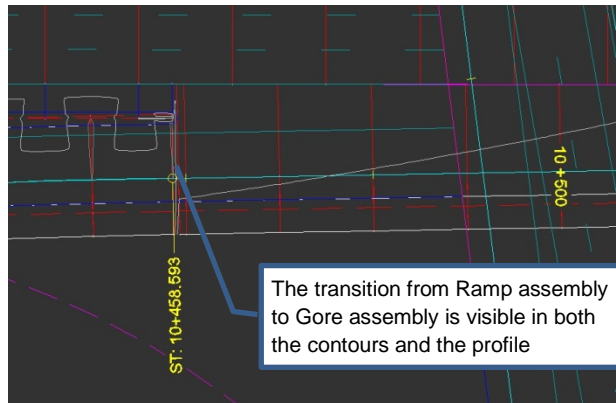 10+500
ST: 10+458.593
The transition from Ramp assembly
to Gore assembly is visible in both
the contours and the profile